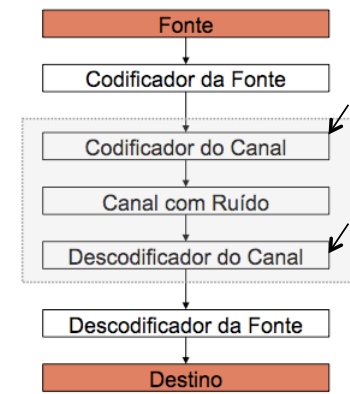 Fonte
Codificador da Fonte
Codificador do Canal
Canal com Ruído
Descodificador do Canal
Descodificador da Fonte
Destino